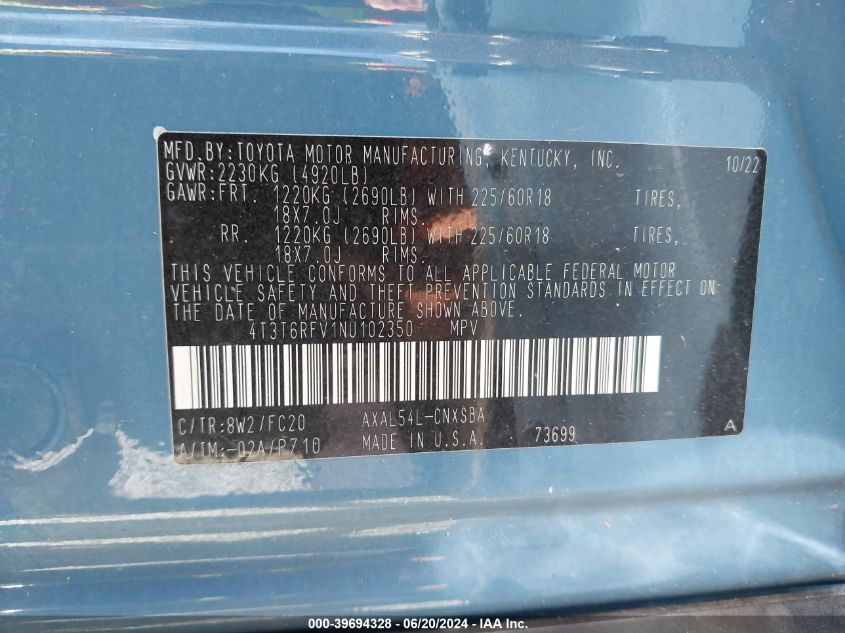 MFD.BY:TOYOTA MOTOR MANUFACTURING, KENTUCKY, INC. 10/22
GVWR:2230KG (4920LB)
GAWR:FRT. 1220KG (2690LB) WITH 225/60R18 TIRES,
18X7.0J RIMS.
RR. 1220KG (2690LB) WITH 225/60R18 TIRES,
18X7.0J RIMS.
THIS VEHICLE CONFORMS TO ALL APPLICABLE FEDERAL MOTOR
VEHICLE SAFETY AND THEFT PREVENTION STANDARDS IN EFFECT ON
THE DATE OF MANUFACTURE SHOWN ABOVE.
4T3T6RFV1NU102350 MPV
C/TR:8W2/FC20 AXAL54L-CNXSBA
A/TM:-02A/P710 MADE IN U.S.A. 73699 A
000-39694328 - 06/20/2024 - IAA Inc.